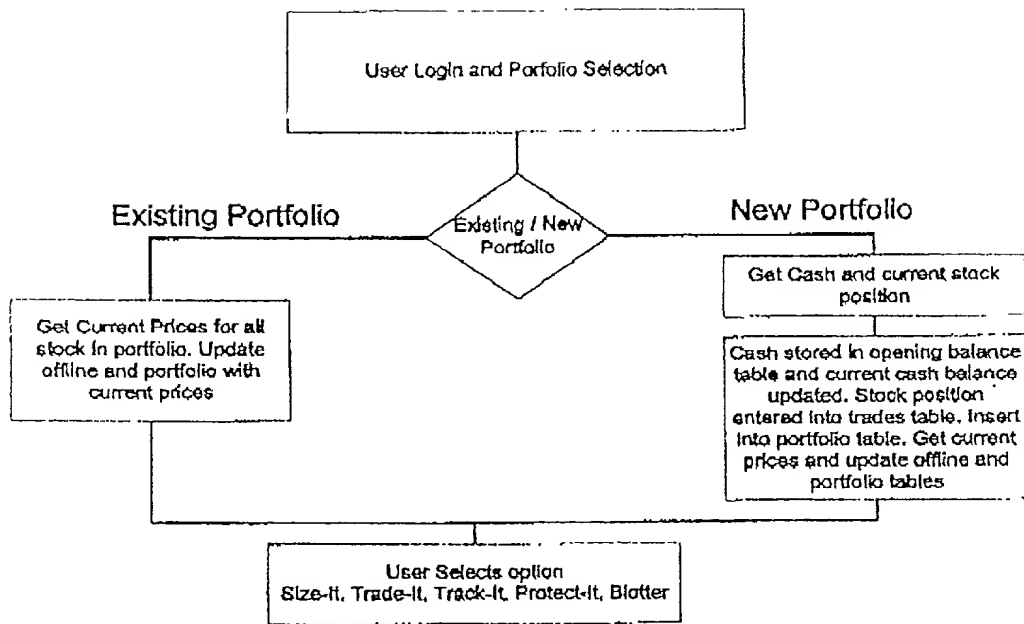 User Login and Porfolio Selection
Existing Portfolio
Existing / New
Portfolio
New Portfolio
Get Cash and current stock
position
Get Current Prices for all
stock in portfolio. Update
offline and portfolio with
current prices
Cash stored in opening balance
table and current cash balance
updated. Stock position
entered into trades table. Insert
into portfolio table. Get current
prices and update offline and
portfolio tables
User Selects option
Size-It, Trade-It, Track-It, Protect-It, Blotter